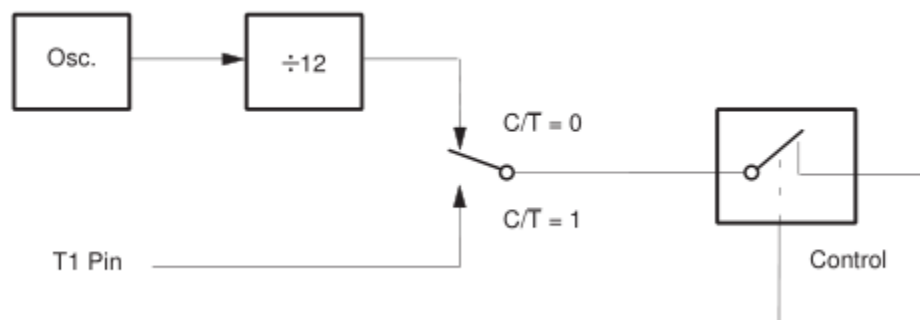 Osc.
÷12
C/T = 0
C/T = 1
T1 Pin
Control